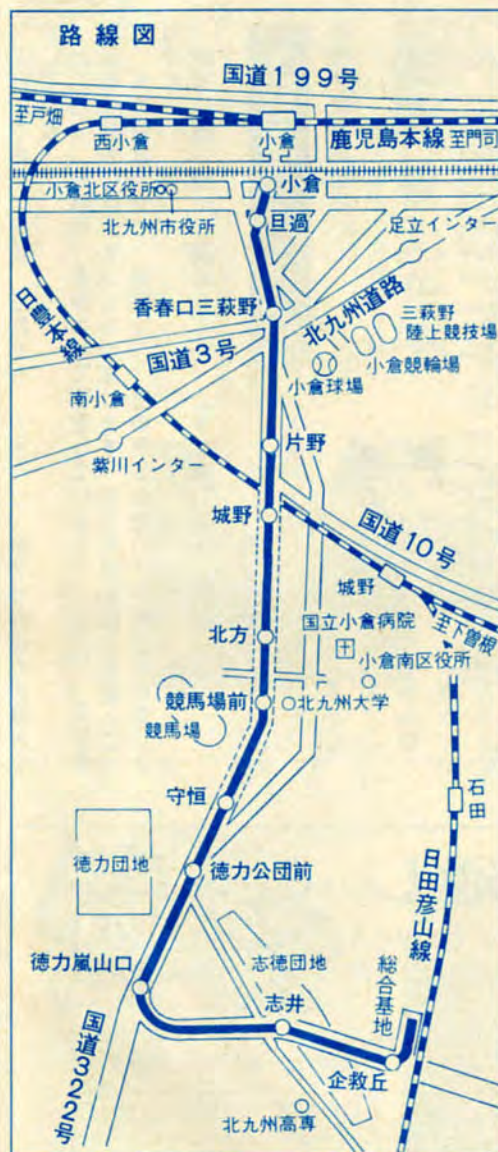 路線図
国道199号
至戸畑
西小倉
小倉
鹿児島本線 至門司
小倉北区役所
小倉
北九州市役所
旦過
足立インター
日豊本線
香春口三萩野
北九州道路
三萩野
陸上競技場
国道3号
小倉球場
小倉競輪場
南小倉
片野
紫川インター
城野
国道10号
城野
北方
国立小倉病院
至下曽根
小倉南区役所
競馬場前
北九州大学
競馬場
守恒
石田
徳力団地
徳力公団前
日田彦山線
徳力嵐山口
志徳団地
総合基地
志井
国道322号
企救丘
北九州高専